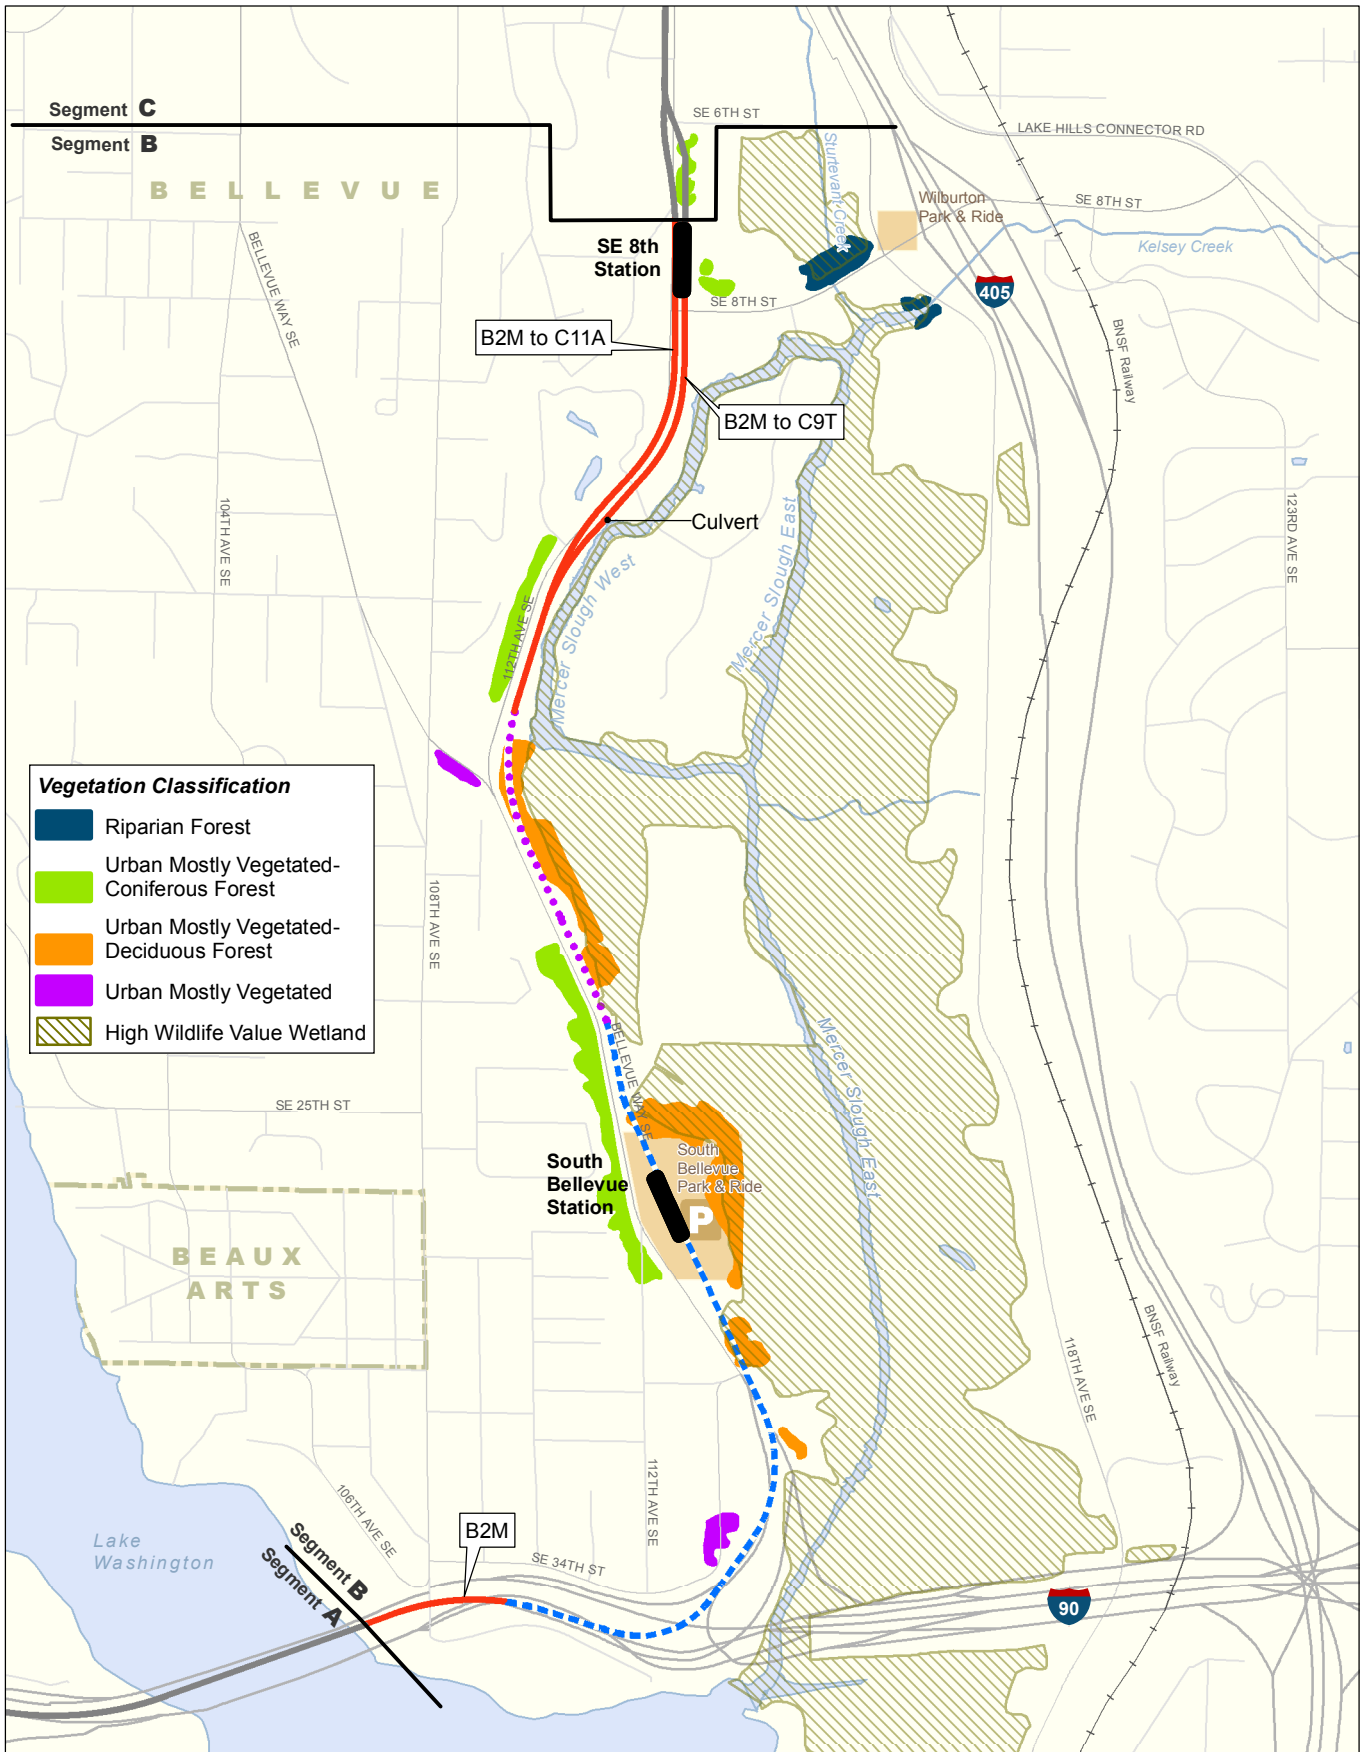 Segment C
Segment B
BELLEVUE
SE 6TH ST
LAKE HILLS CONNECTOR RD
Sturtevant Creek
Wilburton
Park & Ride
SE 8TH ST
Kelsey Creek
BELLEVUE WAY SE
SE 8th
Station
SE 8TH ST
405
B2M to C11A
BNSF Railway
B2M to C9T
104TH AVE SE
123RD AVE SE
Culvert
Mercer Slough East
Mercer Slough West
112TH AVE SE
Vegetation Classification
Riparian Forest
Urban Mostly Vegetated-
Coniferous Forest
Urban Mostly Vegetated-
Deciduous Forest
Urban Mostly Vegetated
High Wildlife Value Wetland
108TH AVE SE
BELLEVUE WAY SE
Mercer Slough East
SE 25TH ST
South
Bellevue
Station
South
Bellevue
Park & Ride
P
BEAUX
ARTS
BNSF Railway
118TH AVE SE
112TH AVE SE
106TH AVE SE
B2M
SE 34TH ST
Lake
Washington
Segment B
Segment A
90